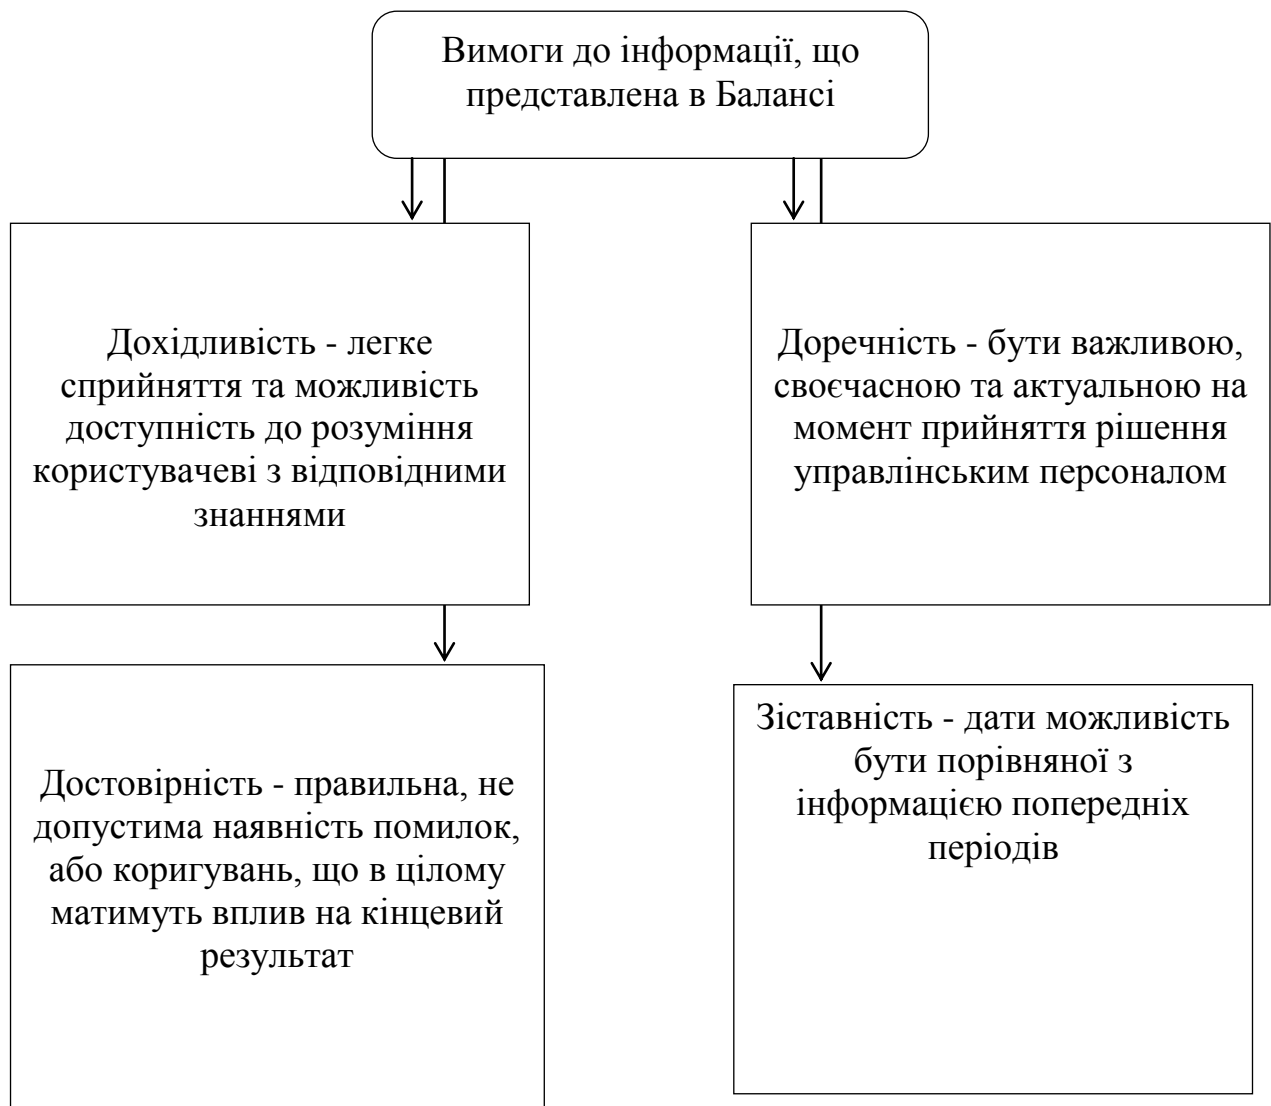 Вимоги до інформації, що
представлена в Балансі
Дохідливість - легке
сприйняття та можливість
доступність до розуміння
користувачеві з відповідними
знаннями
Доречність - бути важливою,
своєчасною та актуальною на
момент прийняття рішення
управлінським персоналом
Достовірність - правильна, не
допустима наявність помилок,
або коригувань, що в цілому
матимуть вплив на кінцевий
результат
Зіставність - дати можливість
бути порівняної з
інформацією попередніх
періодів